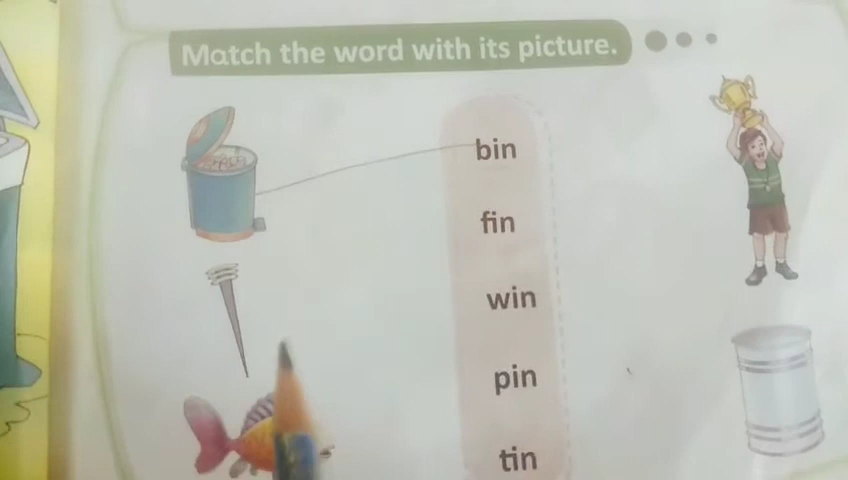 Match the word with its picture.
bin
fin
win
pin
tin